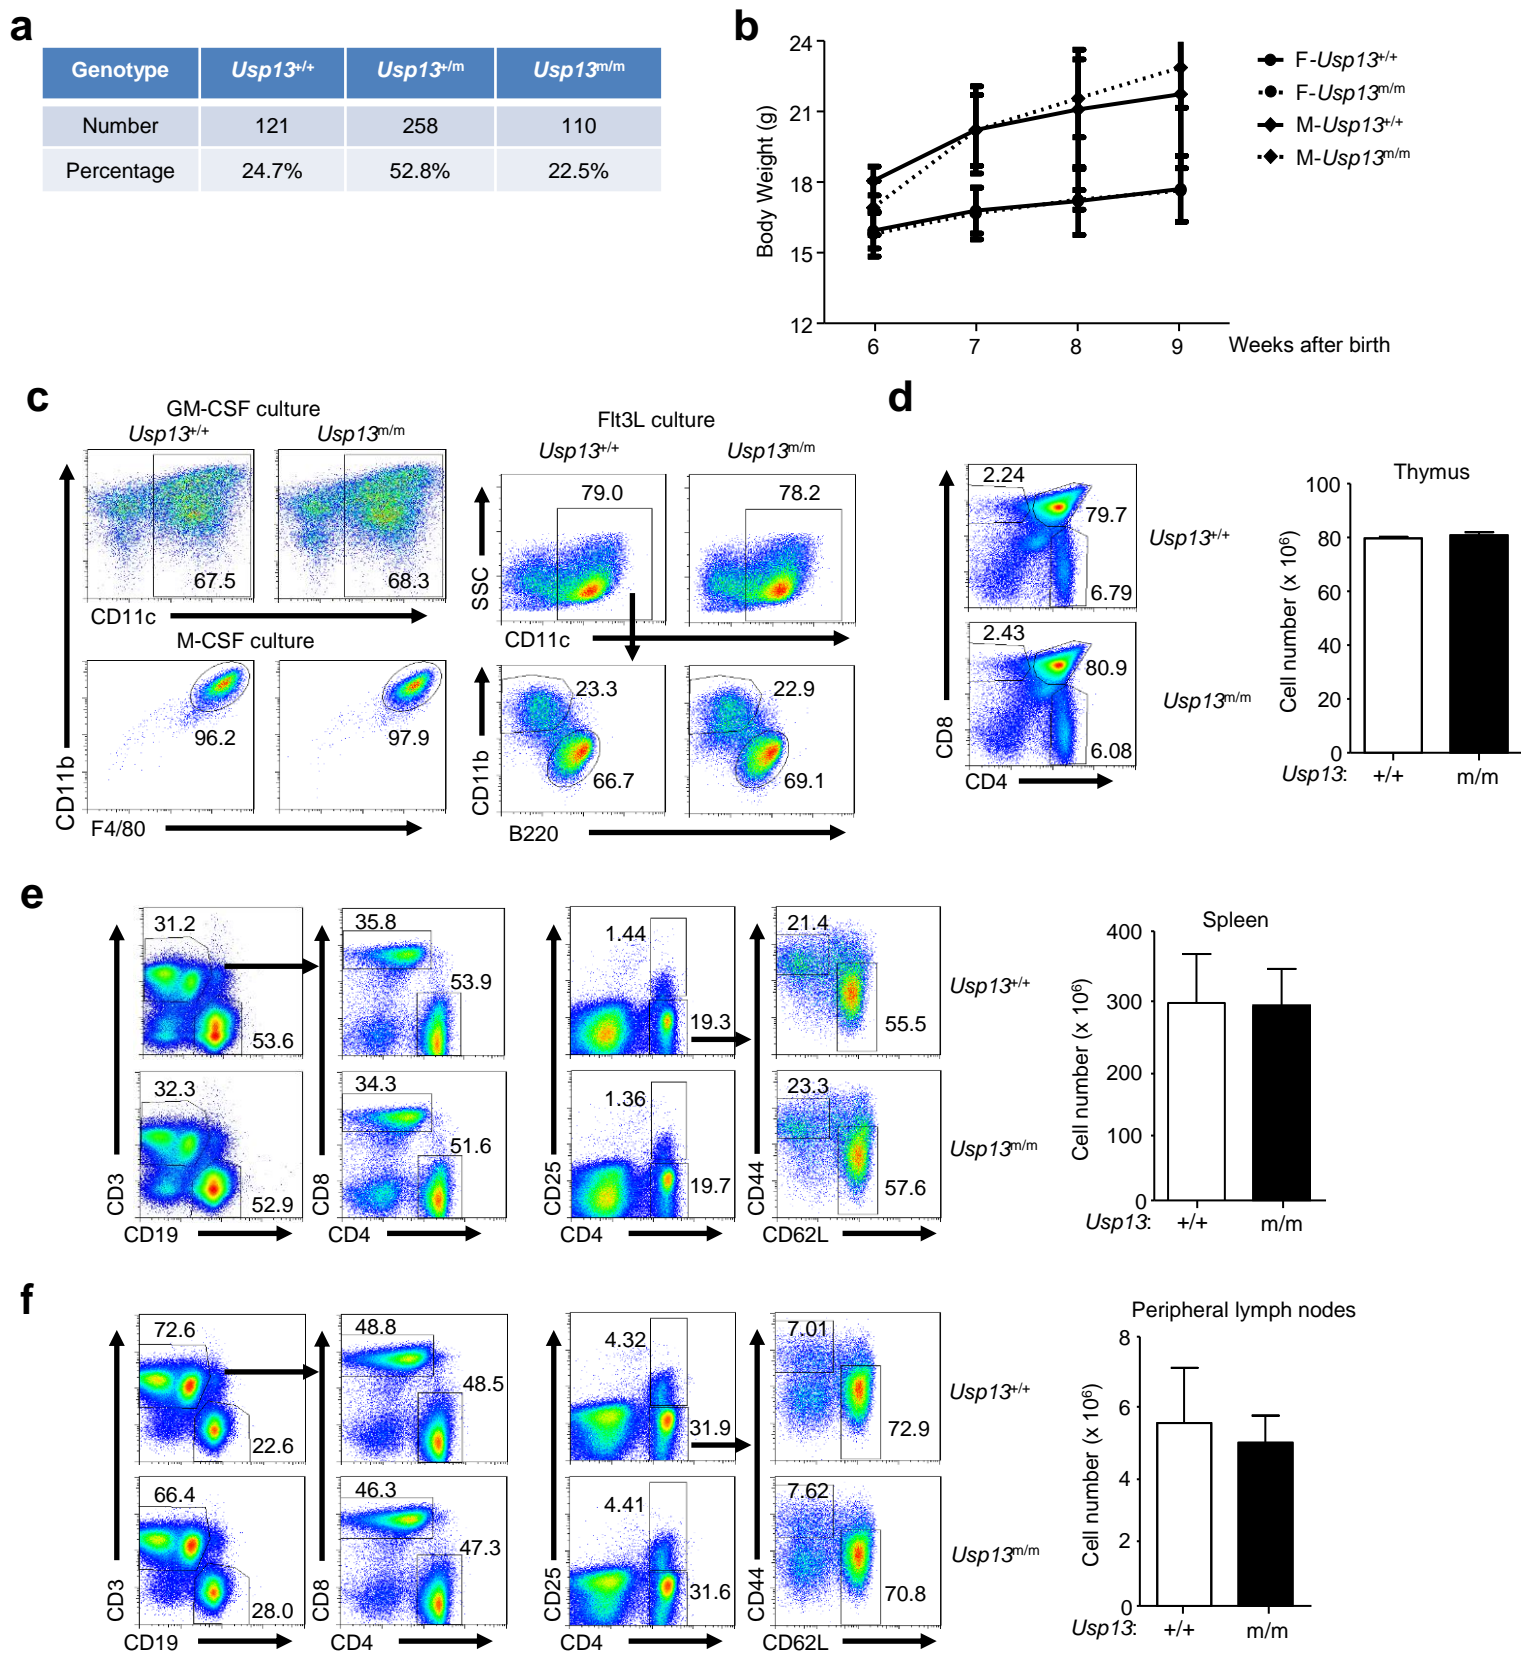 a
Genotype Usp13+/+ Usp13+/m Usp13m/m
Number 121 258 110
Percentage 24.7% 52.8% 22.5%
b
24
21
18
15
12
Body Weight (g)
6 7 8 9 Weeks after birth
F-Usp13+/+
F-Usp13m/m
M-Usp13+/+
M-Usp13m/m
c
GM-CSF culture
Usp13+/+ Usp13m/m
67.5 68.3
CD11c
M-CSF culture
96.2 97.9
CD11b
F4/80
Flt3L culture
Usp13+/+ Usp13m/m
79.0 78.2
SSC
CD11c
23.3 22.9
66.7 69.1
CD11b
B220
d
2.24
79.7
6.79
Usp13+/+
2.43
80.9
6.08
Usp13m/m
CD8
CD4
Thymus
100
80
60
40
20
0
Cell number (x 10⁶)
Usp13: +/+ m/m
e
31.2 35.8 1.44 21.4
53.6 53.9 19.3 55.5
Usp13+/+
32.3 34.3 1.36 23.3
52.9 51.6 19.7 57.6
Usp13m/m
CD3 CD8 CD25 CD44
CD19 CD4 CD4 CD62L
Spleen
400
300
200
100
0
Cell number (x 10⁶)
Usp13: +/+ m/m
f
72.6 48.8 4.32 7.01
22.6 48.5 31.9 72.9
Usp13+/+
66.4 46.3 4.41 7.62
28.0 47.3 31.6 70.8
Usp13m/m
CD3 CD8 CD25 CD44
CD19 CD4 CD4 CD62L
Peripheral lymph nodes
8
6
4
2
0
Cell number (x 10⁶)
Usp13: +/+ m/m